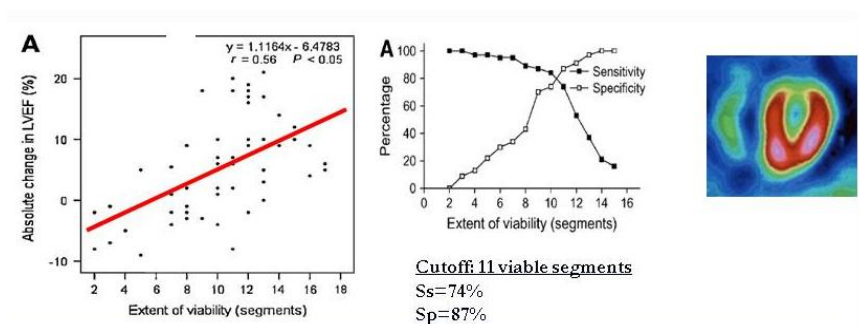 A
y = 1.1164x - 6.4783
r = 0.56 P < 0.05
Absolute change in LVEF (%)
20
10
0
-10
2 4 6 8 10 12 14 16 18
Extent of viability (segments)
A
Percentage
100
80
60
40
20
0
Sensitivity
Specificity
0 2 4 6 8 10 12 14 16
Extent of viability (segments)
Cutoff: 11 viable segments
Ss=74%
Sp=87%